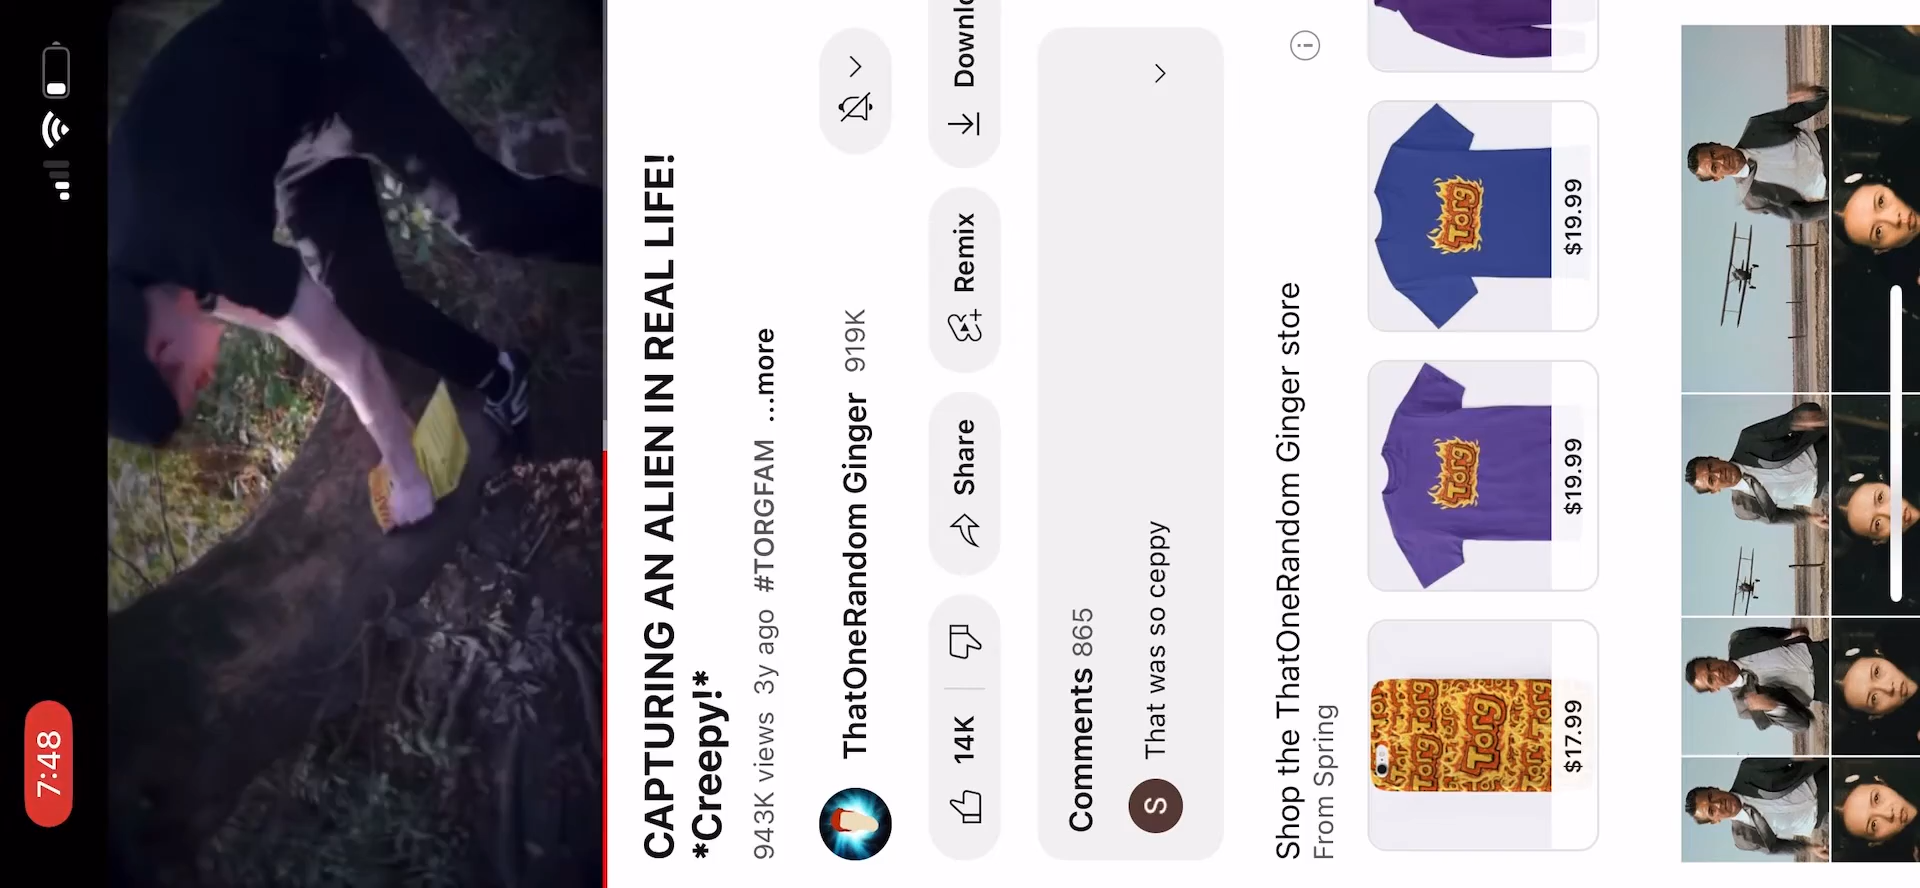 7:48
CAPTURING AN ALIEN IN REAL LIFE!
*Creepy!*
943K views 3y ago #TORGFAM ...more
ThatOneRandom Ginger 919K
14K
Share
Remix
Downlo
Comments 865
S
That was so ceppy
Shop the ThatOneRandom Ginger store
From Spring
Torg
Torg
Torg
$17.99
$19.99
$19.99